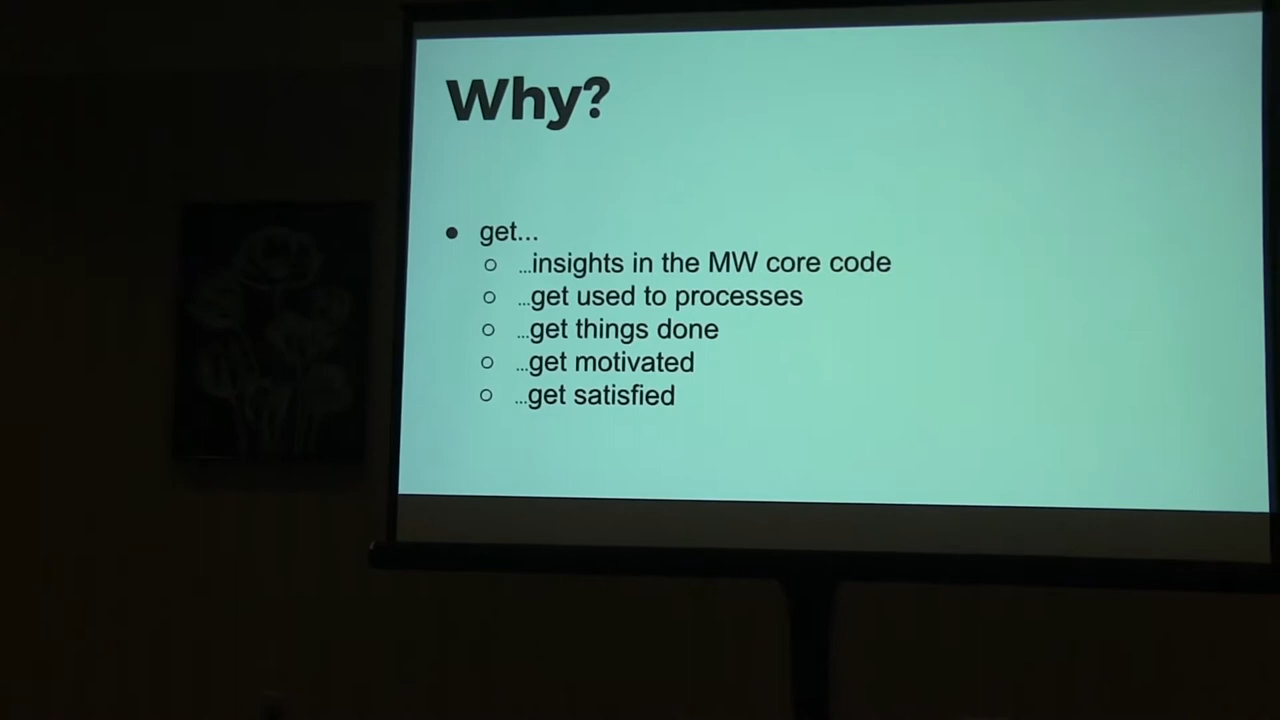 Why?
● get...
○ ...insights in the MW core code
○ ...get used to processes
○ ...get things done
○ ...get motivated
○ ...get satisfied